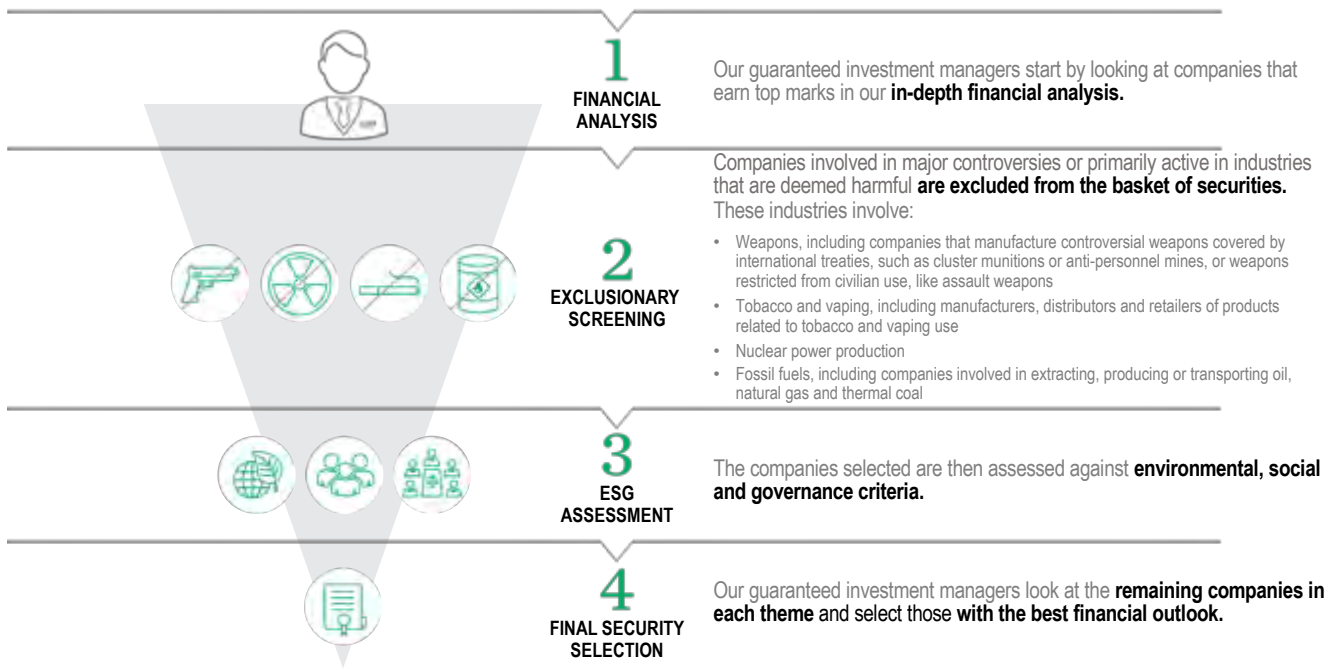 1
FINANCIAL
ANALYSIS
Our guaranteed investment managers start by looking at companies that
earn top marks in our in-depth financial analysis.
2
EXCLUSIONARY
SCREENING
Companies involved in major controversies or primarily active in industries
that are deemed harmful are excluded from the basket of securities.
These industries involve:
• Weapons, including companies that manufacture controversial weapons covered by
international treaties, such as cluster munitions or anti-personnel mines, or weapons
restricted from civilian use, like assault weapons
• Tobacco and vaping, including manufacturers, distributors and retailers of products
related to tobacco and vaping use
• Nuclear power production
• Fossil fuels, including companies involved in extracting, producing or transporting oil,
natural gas and thermal coal
3
ESG
ASSESSMENT
The companies selected are then assessed against environmental, social
and governance criteria.
4
FINAL SECURITY
SELECTION
Our guaranteed investment managers look at the remaining companies in
each theme and select those with the best financial outlook.